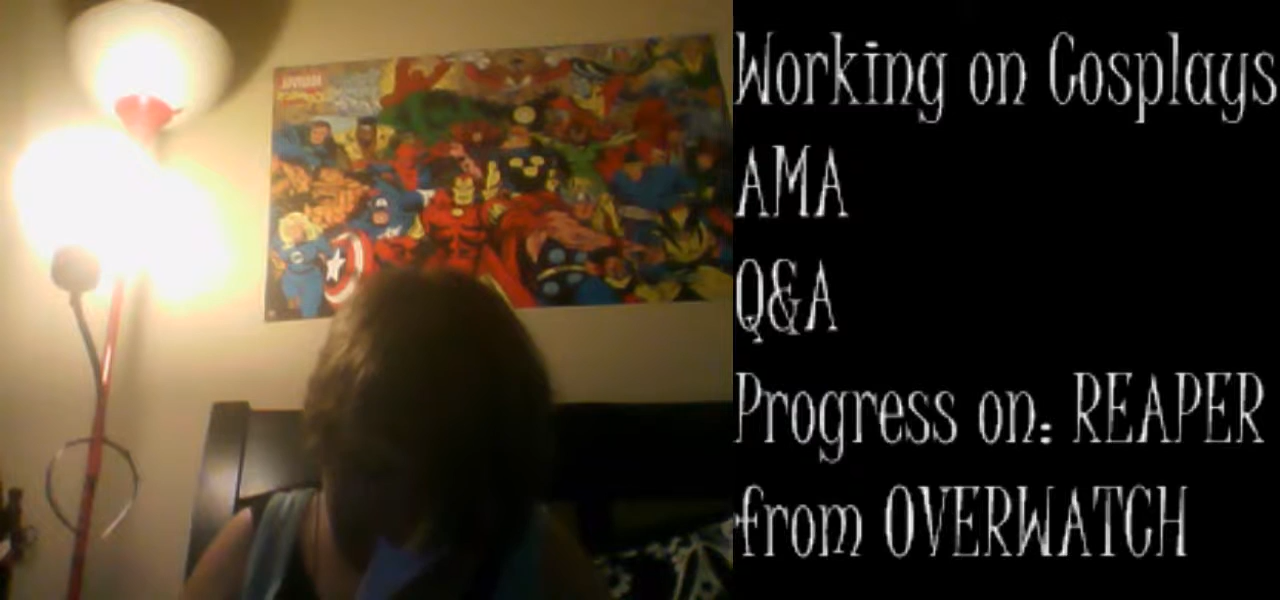 Working on Cosplays
AMA
Q&A
Progress on: REAPER
from OVERWATCH